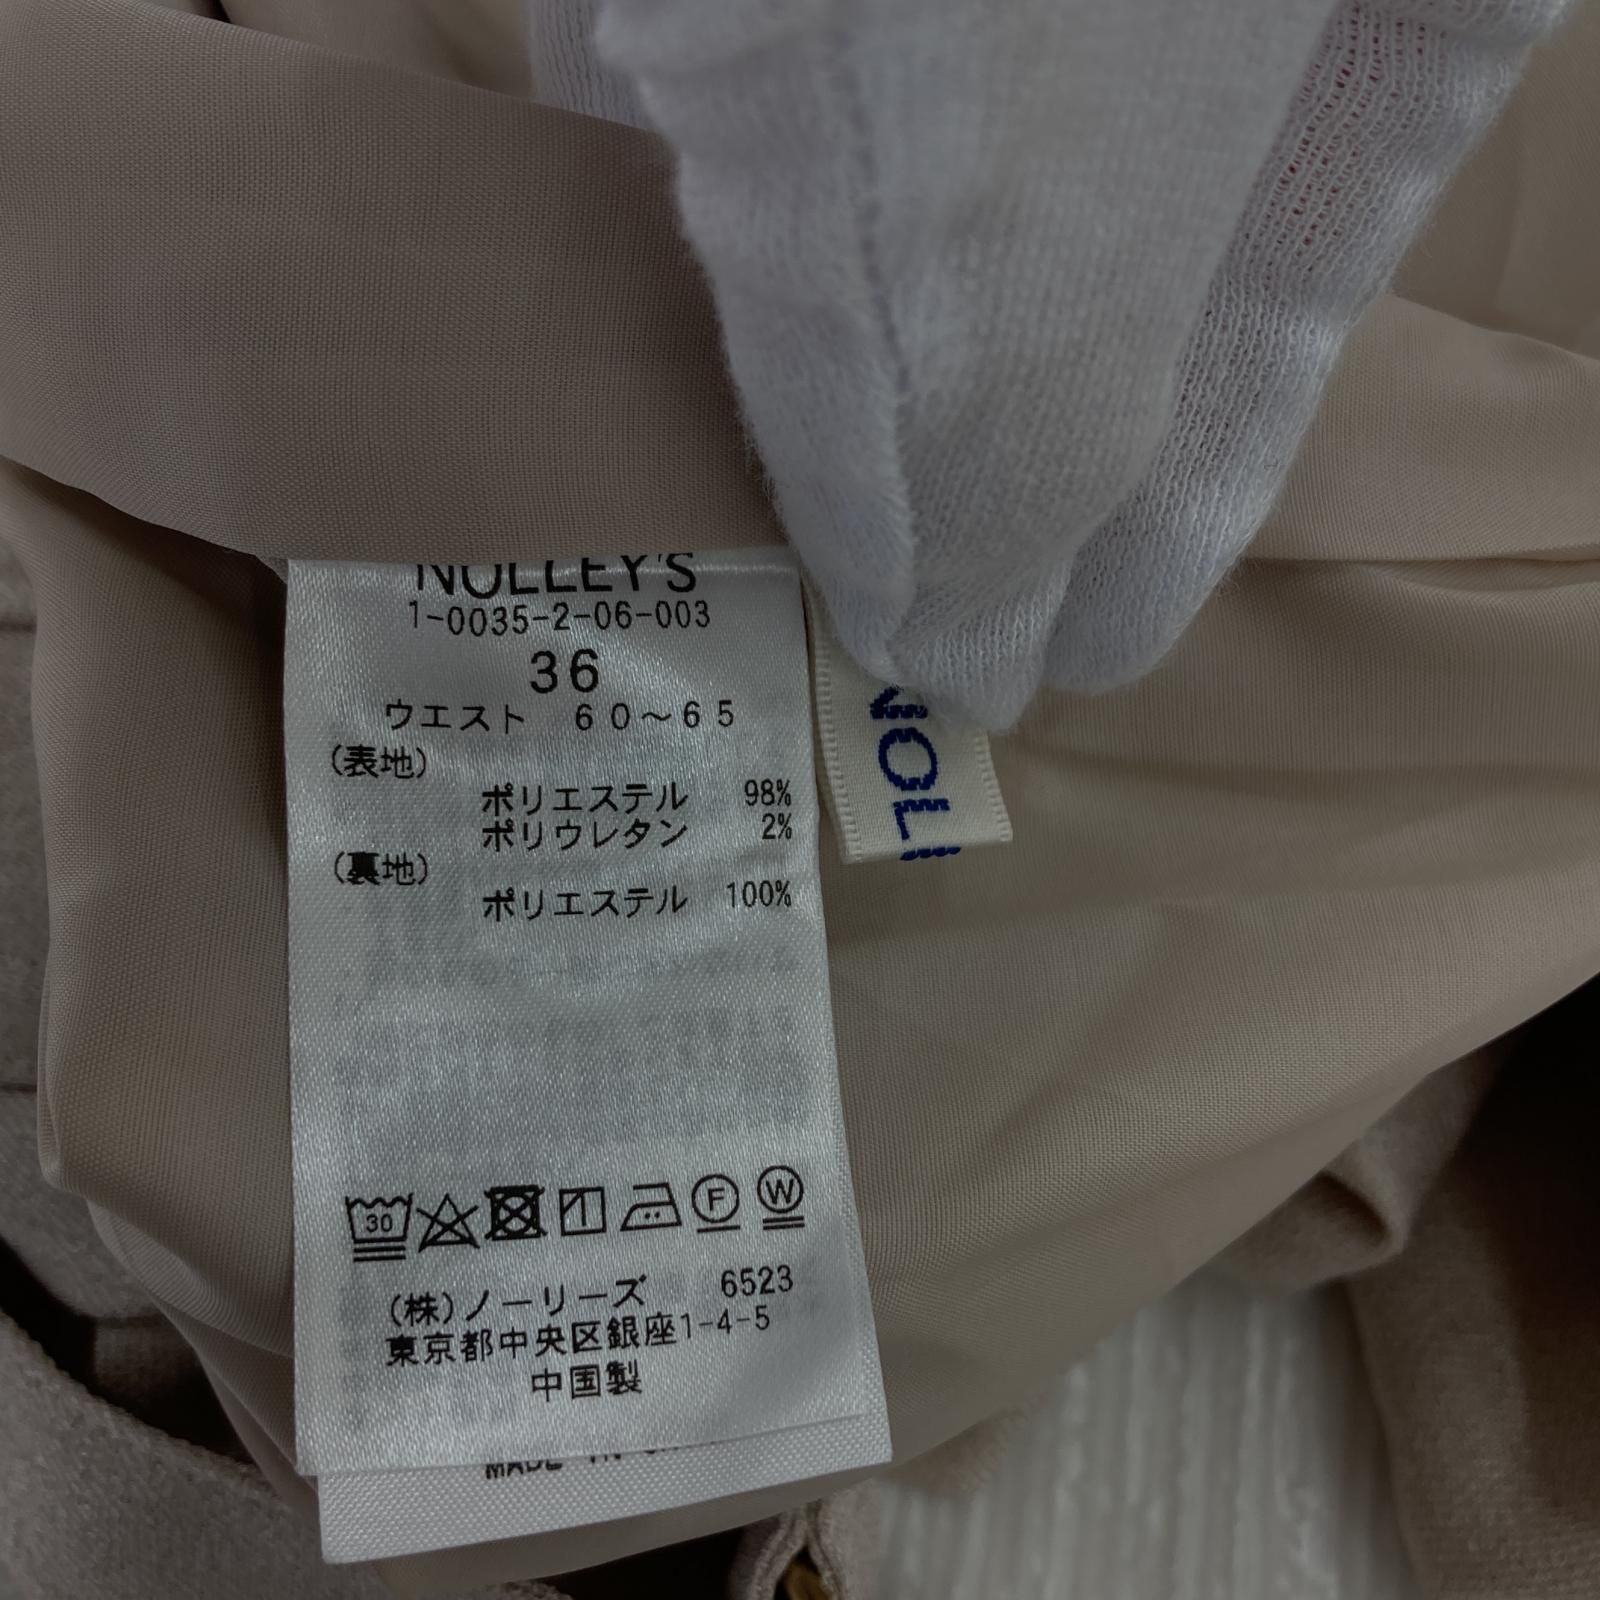 NOLLEY'S
1-0035-2-06-003
36
ウエスト 60～65
(表地)
ポリエステル 98%
ポリウレタン 2%
(裏地)
ポリエステル 100%
30
F
W
(株)ノーリーズ 6523
東京都中央区銀座1-4-5
中国製
MADE IN
NOLL